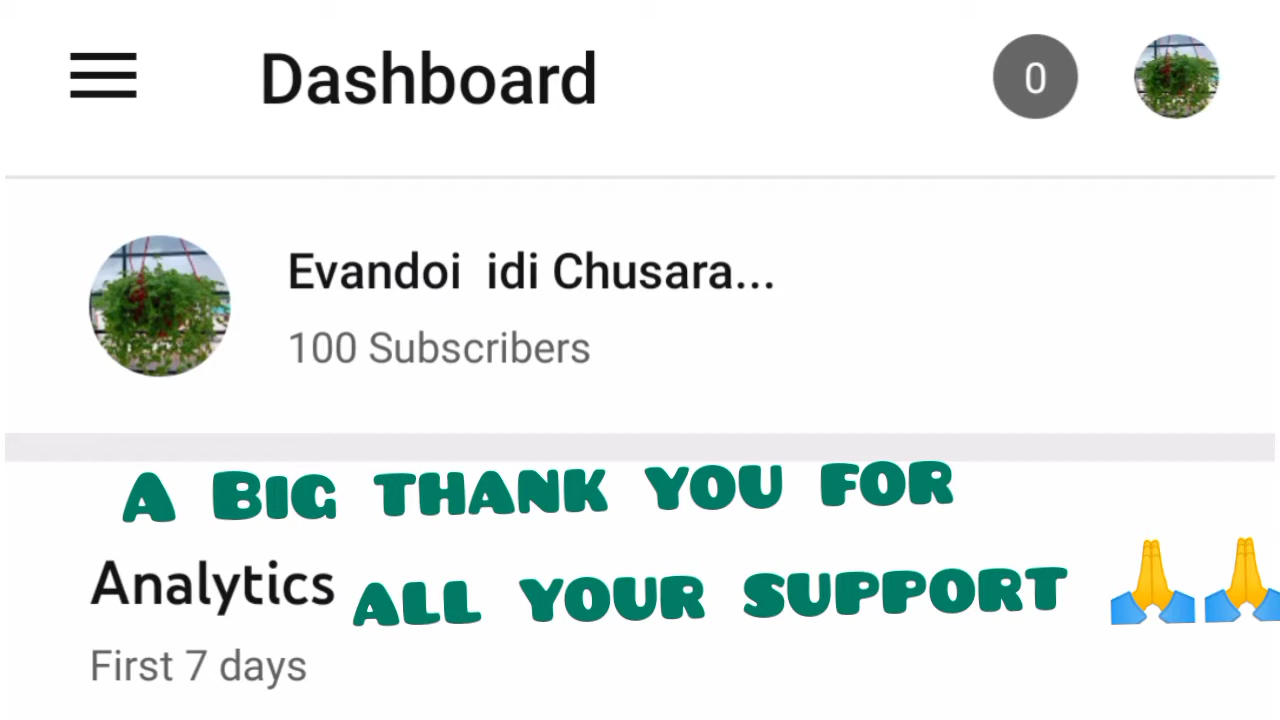 Dashboard 0
Evandoi idi Chusara...
100 Subscribers
A BIG THANK YOU FOR
Analytics
ALL YOUR SUPPORT 🙏🙏
First 7 days